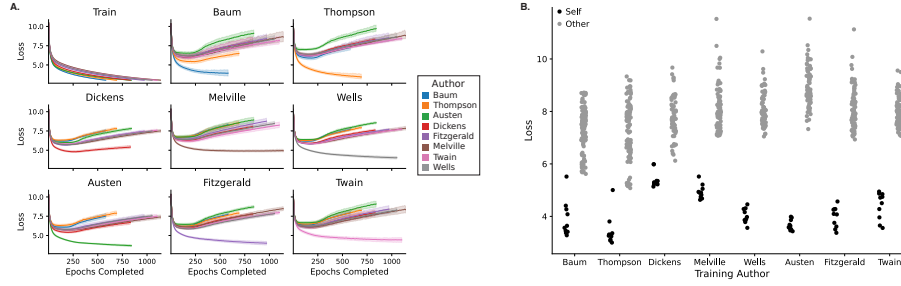 A.
Train
Baum
Thompson
Loss
10.0
7.5
5.0
Dickens
Melville
Wells
Loss
10.0
7.5
5.0
Austen
Fitzgerald
Twain
Loss
10.0
7.5
5.0
250 500 750 1000
250 500 750 1000
250 500 750 1000
Epochs Completed
Epochs Completed
Epochs Completed
Author
Baum
Thompson
Austen
Dickens
Fitzgerald
Melville
Twain
Wells
B.
Self
Other
Loss
10
8
6
4
Baum Thompson Dickens Melville Wells Austen Fitzgerald Twain
Training Author